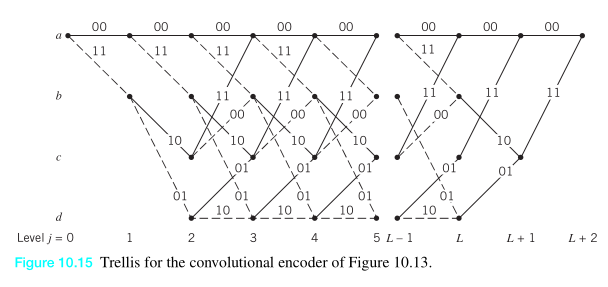 00 00 00 00 00 00 00 00
a
11 11 11 11 11
b
11 11 11 11 11 11
00 00 00 00
10 10 10 10 10
c
01 01 01 01 01
01 01 01 01 01
10 10 10 10
d
Level j = 0 1 2 3 4 5 L – 1 L L + 1 L + 2
Figure 10.15 Trellis for the convolutional encoder of Figure 10.13.